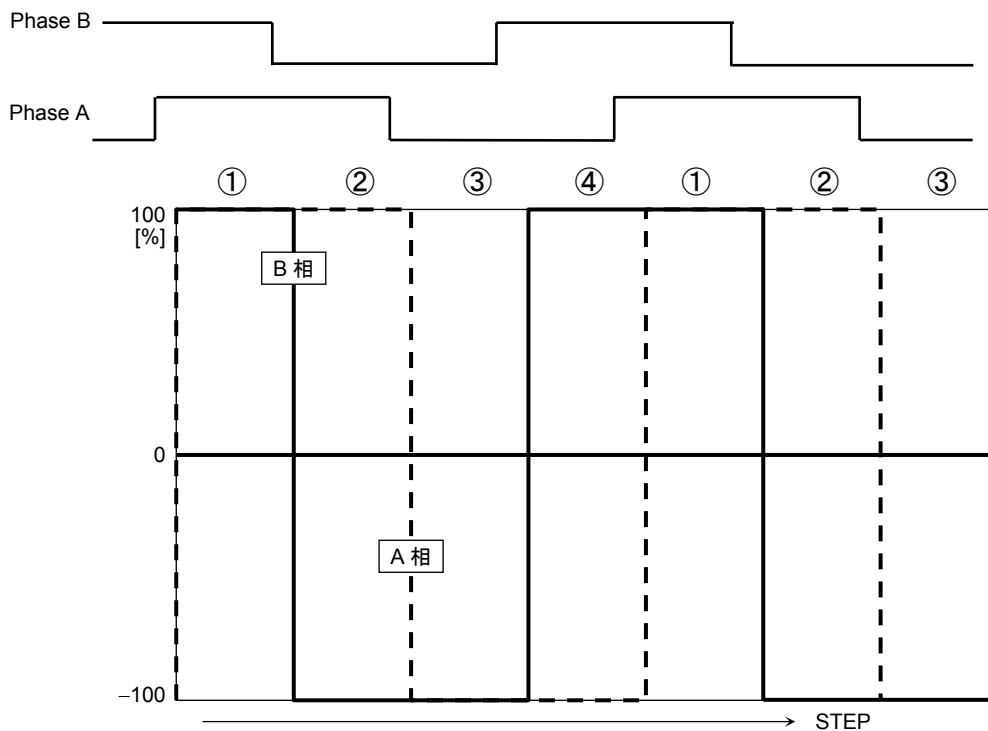 Phase B
Phase A
① ② ③ ④ ① ② ③
100
[%]
B 相
0
A 相
−100
STEP